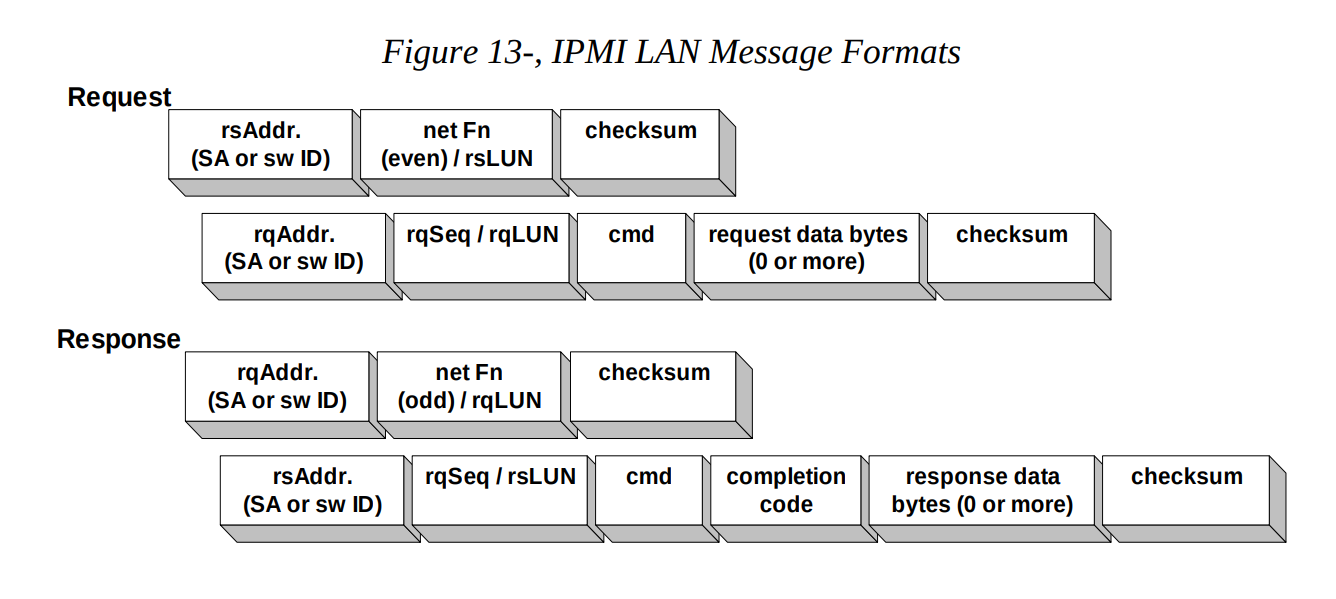 Figure 13-, IPMI LAN Message Formats
Request
rsAddr.
(SA or sw ID)
net Fn
(even) / rsLUN
checksum
rqAddr.
(SA or sw ID)
rqSeq / rqLUN
cmd
request data bytes
(0 or more)
checksum
Response
rqAddr.
(SA or sw ID)
net Fn
(odd) / rqLUN
checksum
rsAddr.
(SA or sw ID)
rqSeq / rsLUN
cmd
completion
code
response data
bytes (0 or more)
checksum